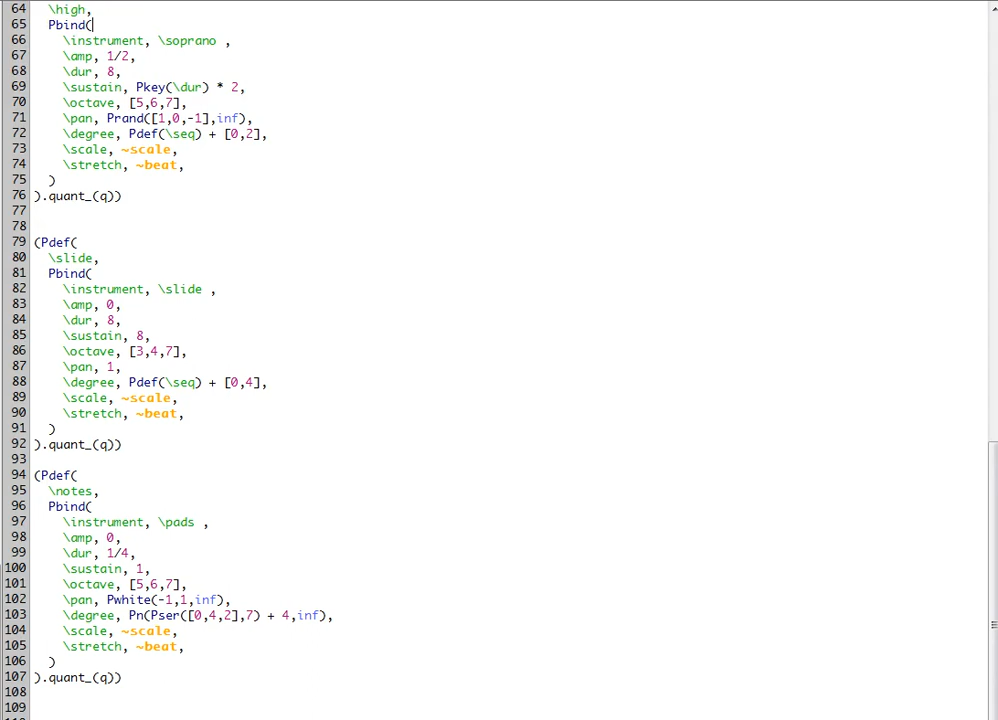 64 \high,
65 Pbind(
66 \instrument, \soprano ,
67 \amp, 1/2,
68 \dur, 8,
69 \sustain, Pkey(\dur) * 2,
70 \octave, [5,6,7],
71 \pan, Prand([1,0,-1],inf),
72 \degree, Pdef(\seq) + [0,2],
73 \scale, ~scale,
74 \stretch, ~beat,
75 )
76 ).quant_(q))
77
78
79 (Pdef(
80 \slide,
81 Pbind(
82 \instrument, \slide ,
83 \amp, 0,
84 \dur, 8,
85 \sustain, 8,
86 \octave, [3,4,7],
87 \pan, 1,
88 \degree, Pdef(\seq) + [0,4],
89 \scale, ~scale,
90 \stretch, ~beat,
91 )
92 ).quant_(q))
93
94 (Pdef(
95 \notes,
96 Pbind(
97 \instrument, \pads ,
98 \amp, 0,
99 \dur, 1/4,
100 \sustain, 1,
101 \octave, [5,6,7],
102 \pan, Pwhite(-1,1,inf),
103 \degree, Pn(Pser([0,4,2],7) + 4,inf),
104 \scale, ~scale,
105 \stretch, ~beat,
106 )
107 ).quant_(q))
108
109